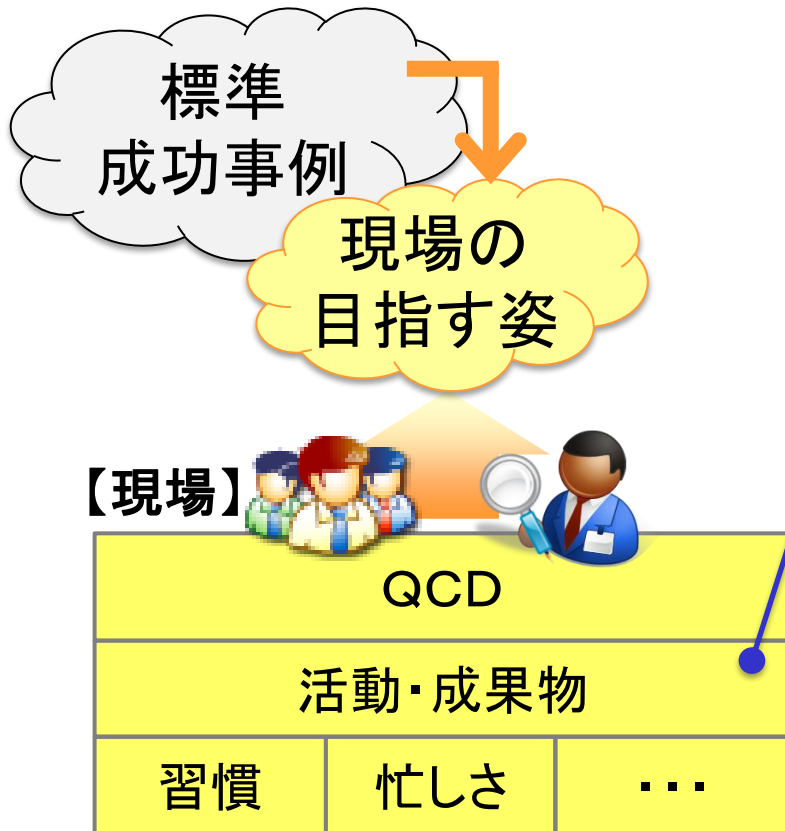 標準
成功事例
現場の
目指す姿
【現場】
QCD
活動・成果物
習慣 忙しさ ・・・